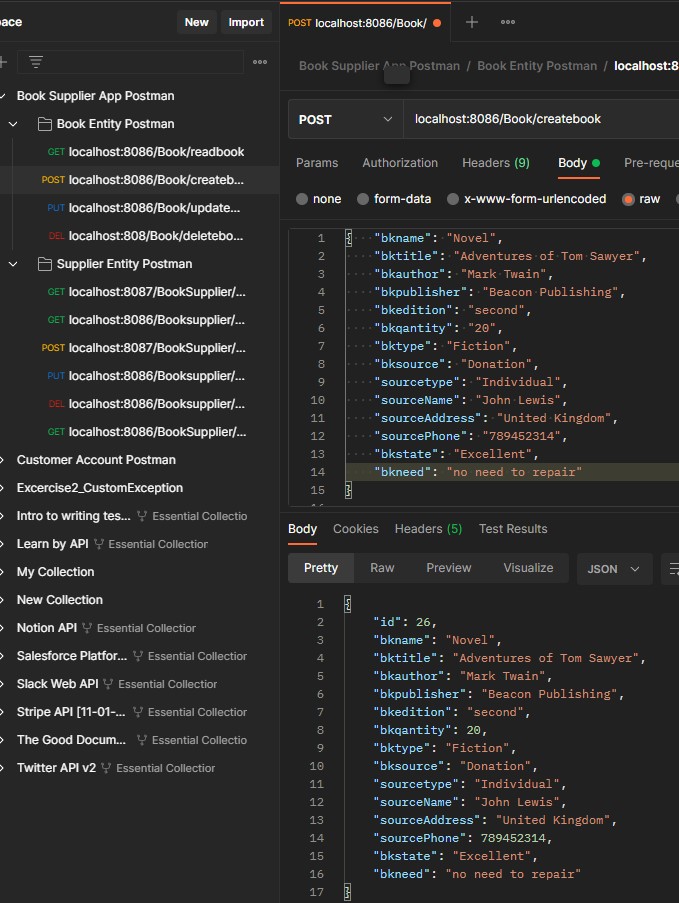 ace
New Import
Book Supplier App Postman
Book Entity Postman
GET localhost:8086/Book/readbook
POST localhost:8086/Book/createb...
PUT localhost:8086/Book/update...
DEL localhost:808/Book/deletebo...
Supplier Entity Postman
GET localhost:8087/BookSupplier/...
GET localhost:8086/Booksupplier/...
POST localhost:8087/BookSupplier/...
PUT localhost:8086/Booksupplier/...
DEL localhost:8086/Booksupplier/...
GET localhost:8086/BookSupplier/...
Customer Account Postman
Excercise2_CustomException
Intro to writing tes... Essential Collectio
Learn by API Essential Collection
My Collection
New Collection
Notion API Essential Collector
Salesforce Platfor... Essential Collection
Slack Web API Essential Collection
Stripe API [11-01-... Essential Collection
The Good Docum... Essential Collectio
Twitter API v2 Essential Collection
POST localhost:8086/Book/
Book Supplier App Postman / Book Entity Postman / localhost:8
POST localhost:8086/Book/createbook
Params Authorization Headers (9) Body Pre-reque
none form-data x-www-form-urlencoded raw
1 {    "bkname": "Novel",
2 "bktitle": "Adventures of Tom Sawyer",
3 "bkauthor": "Mark Twain",
4 "bkpublisher": "Beacon Publishing",
5 "bkedition": "second",
6 "bkqantity": "20",
7 "bktype": "Fiction",
8 "bksource": "Donation",
9 "sourcetype": "Individual",
10 "sourceName": "John Lewis",
11 "sourceAddress": "United Kingdom",
12 "sourcePhone": "789452314",
13 "bkstate": "Excellent",
14 "bkneed": "no need to repair"
15 }
Body Cookies Headers (5) Test Results
Pretty Raw Preview Visualize JSON
1 {
2 "id": 26,
3 "bkname": "Novel",
4 "bktitle": "Adventures of Tom Sawyer",
5 "bkauthor": "Mark Twain",
6 "bkpublisher": "Beacon Publishing",
7 "bkedition": "second",
8 "bkqantity": 20,
9 "bktype": "Fiction",
10 "bksource": "Donation",
11 "sourcetype": "Individual",
12 "sourceName": "John Lewis",
13 "sourceAddress": "United Kingdom",
14 "sourcePhone": 789452314,
15 "bkstate": "Excellent",
16 "bkneed": "no need to repair"
17 }